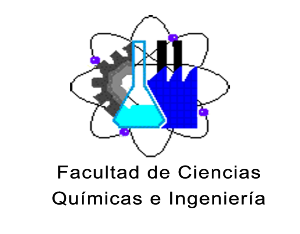 Facultad de Ciencias
Químicas e Ingeniería